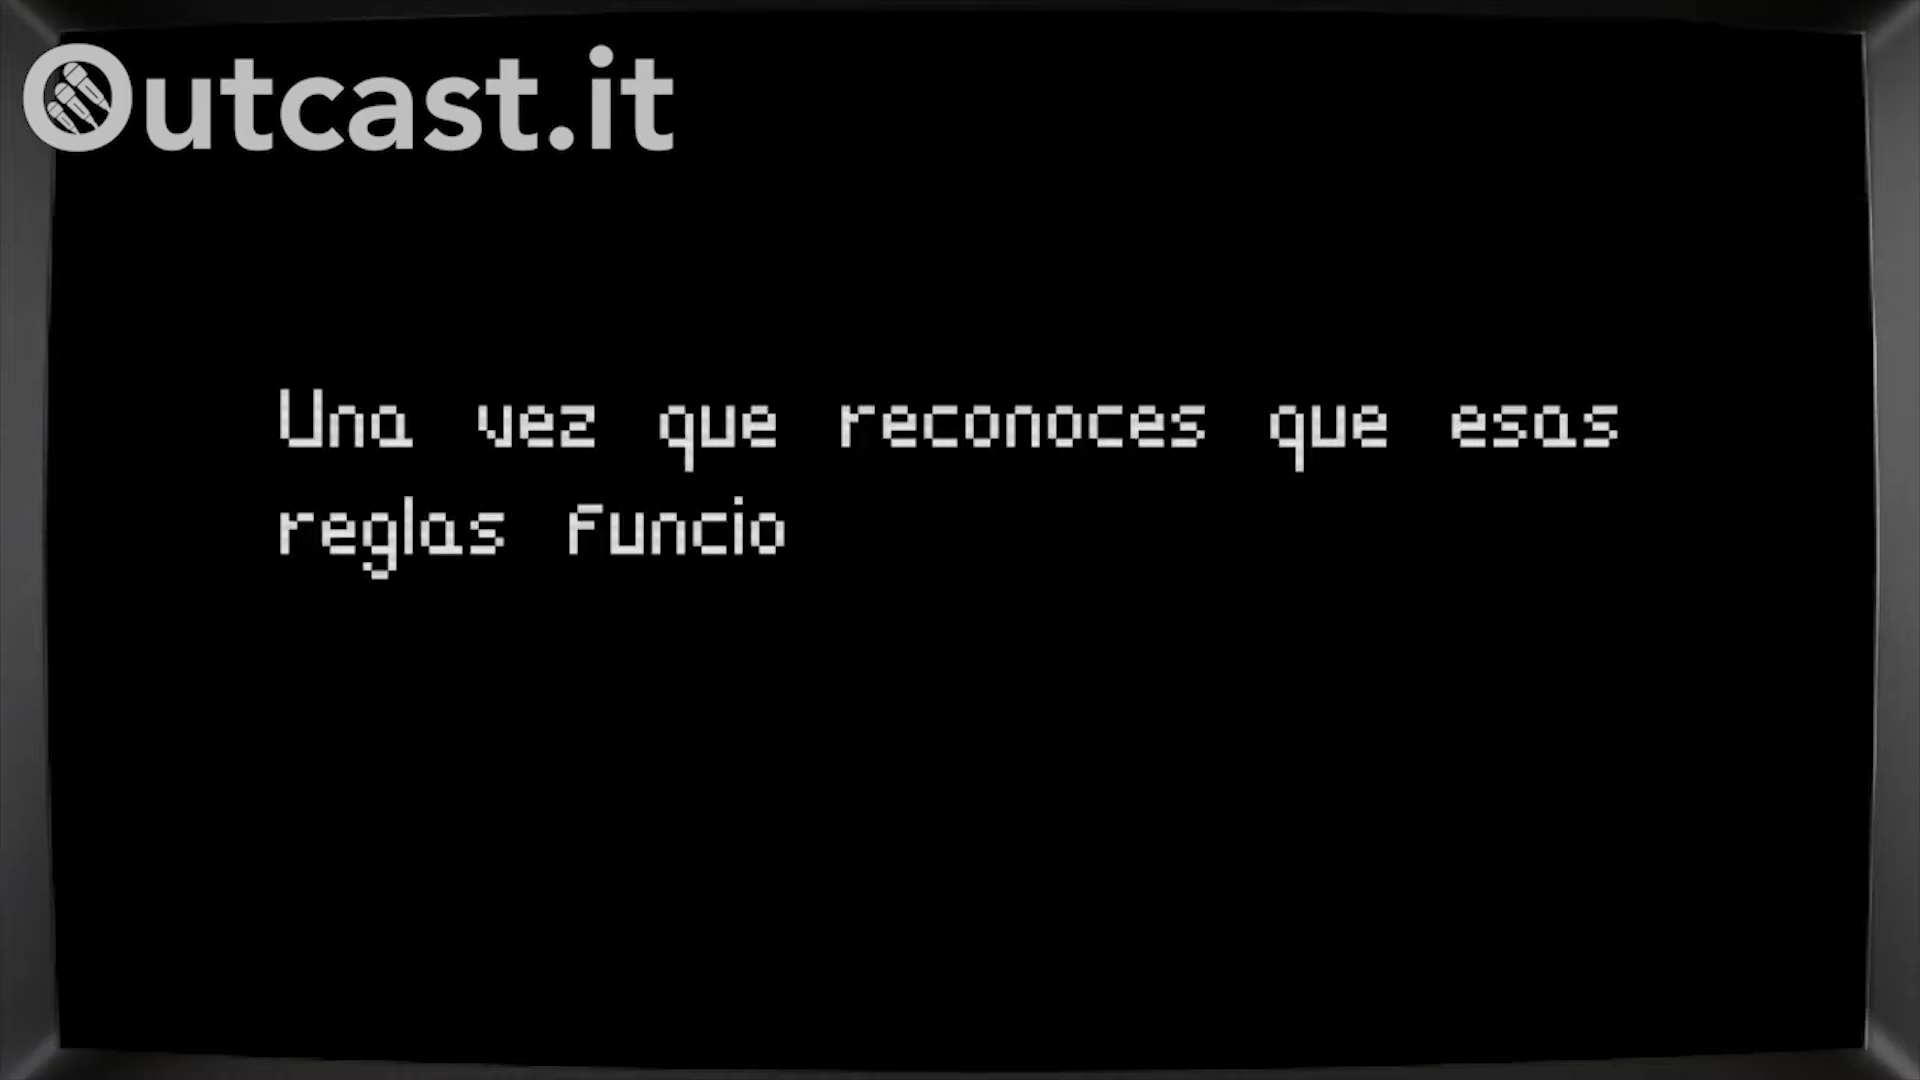 Outcast.it
Una vez que reconoces que esas
reglas funcio